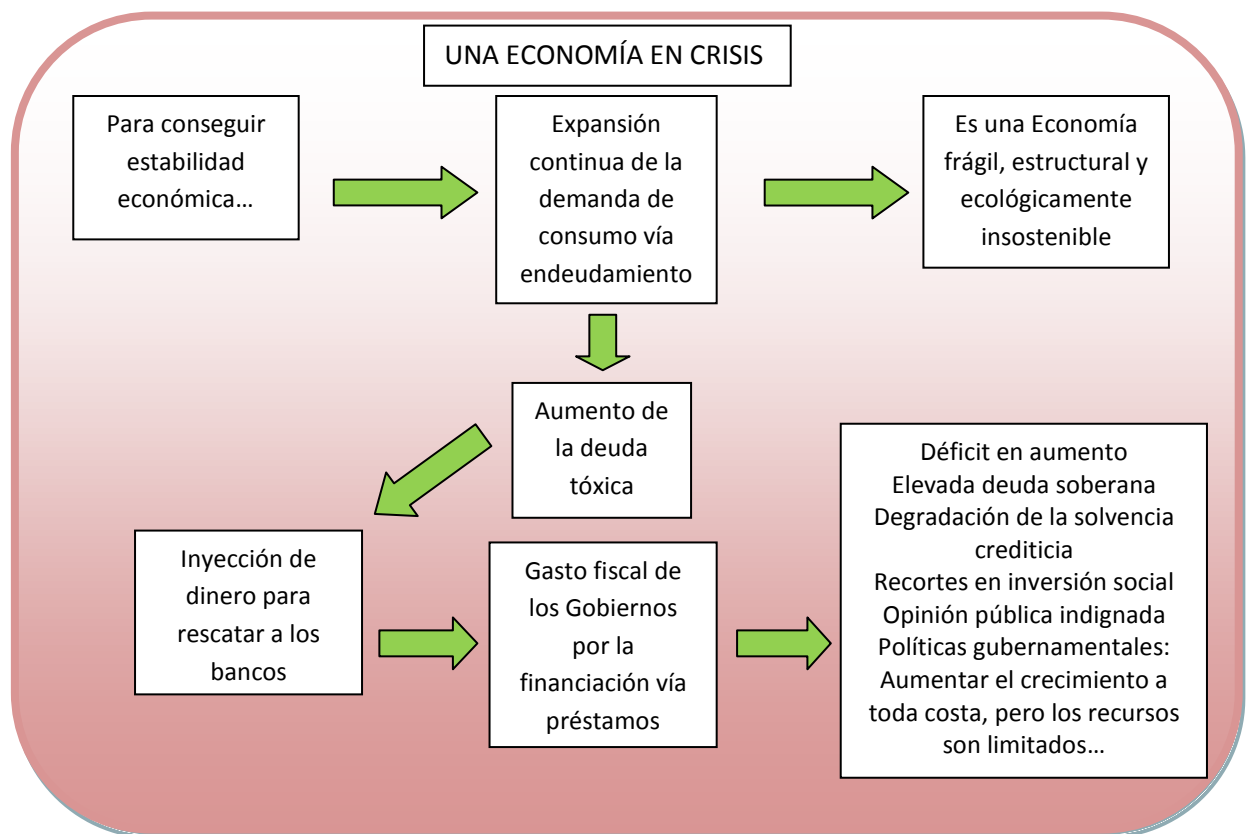 UNA ECONOMÍA EN CRISIS
Para conseguir
estabilidad
económica…
Expansión
continua de la
demanda de
consumo vía
endeudamiento
Es una Economía
frágil, estructural y
ecológicamente
insostenible
Aumento de
la deuda
tóxica
Inyección de
dinero para
rescatar a los
bancos
Gasto fiscal de
los Gobiernos
por la
financiación vía
préstamos
Déficit en aumento
Elevada deuda soberana
Degradación de la solvencia
crediticia
Recortes en inversión social
Opinión pública indignada
Políticas gubernamentales:
Aumentar el crecimiento a
toda costa, pero los recursos
son limitados…